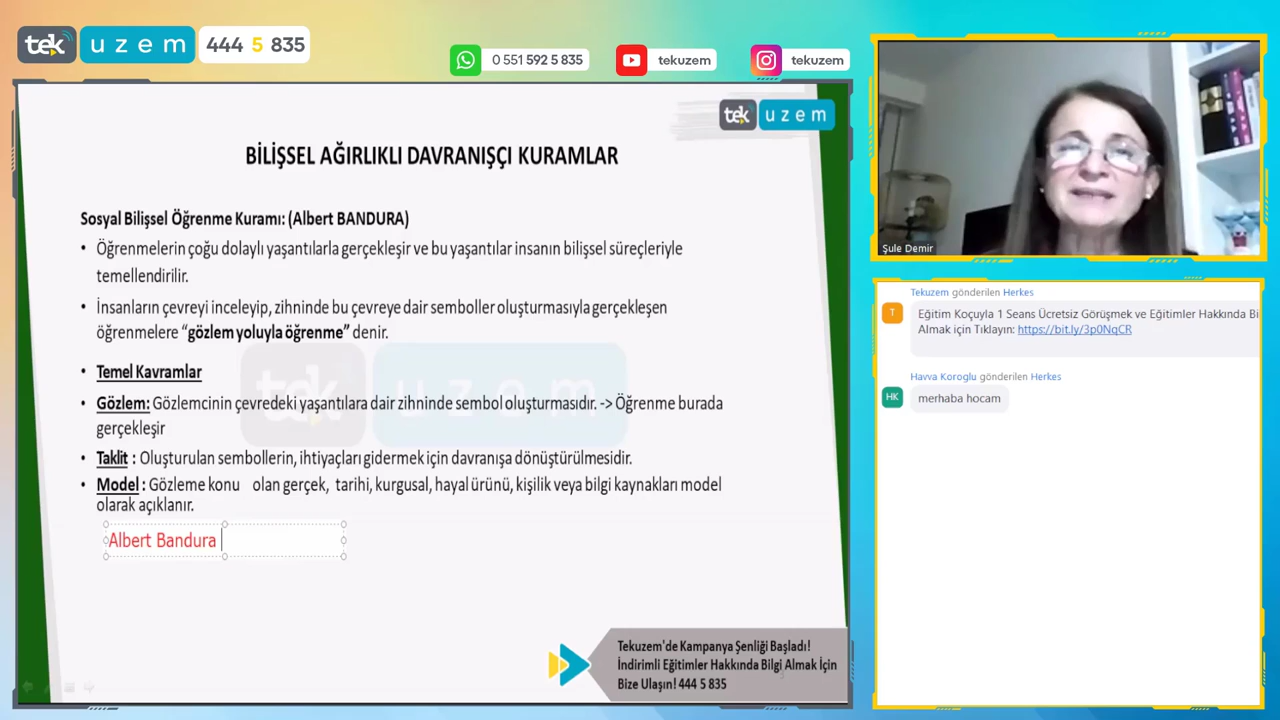 tek uzem 444 5 835
0 551 592 5 835
tekuzem
tekuzem
tek uzem
BİLİŞSEL AĞIRLIKLI DAVRANIŞÇI KURAMLAR
Sosyal Bilişsel Öğrenme Kuramı: (Albert BANDURA)
• Öğrenmelerin çoğu dolaylı yaşantılarla gerçekleşir ve bu yaşantılar insanın bilişsel süreçleriyle
temellendirilir.
• İnsanların çevreyi inceleyip, zihninde bu çevreye dair semboller oluşturmasıyla gerçekleşen
öğrenmelere “gözlem yoluyla öğrenme” denir.
• Temel Kavramlar
• Gözlem: Gözlemcinin çevredeki yaşantılara dair zihninde sembol oluşturmasıdır. -> Öğrenme burada
gerçekleşir
• Taklit : Oluşturulan sembollerin, ihtiyaçları gidermek için davranışa dönüştürülmesidir.
• Model : Gözleme konu olan gerçek, tarihi, kurgusal, hayal ürünü, kişilik veya bilgi kaynakları model
olarak açıklanır.
Albert Bandura
tek uzem
Tekuzem'de Kampanya Şenliği Başladı!
İndirimli Eğitimler Hakkında Bilgi Almak İçin
Bize Ulaşın! 444 5 835
Şule Demir
Tekuzem gönderilen Herkes
T
Eğitim Koçuyla 1 Seans Ücretsiz Görüşmek ve Eğitimler Hakkında Bi
Almak için Tıklayın: https://bit.ly/3p0NqCR
Havva Koroglu gönderilen Herkes
HK
merhaba hocam